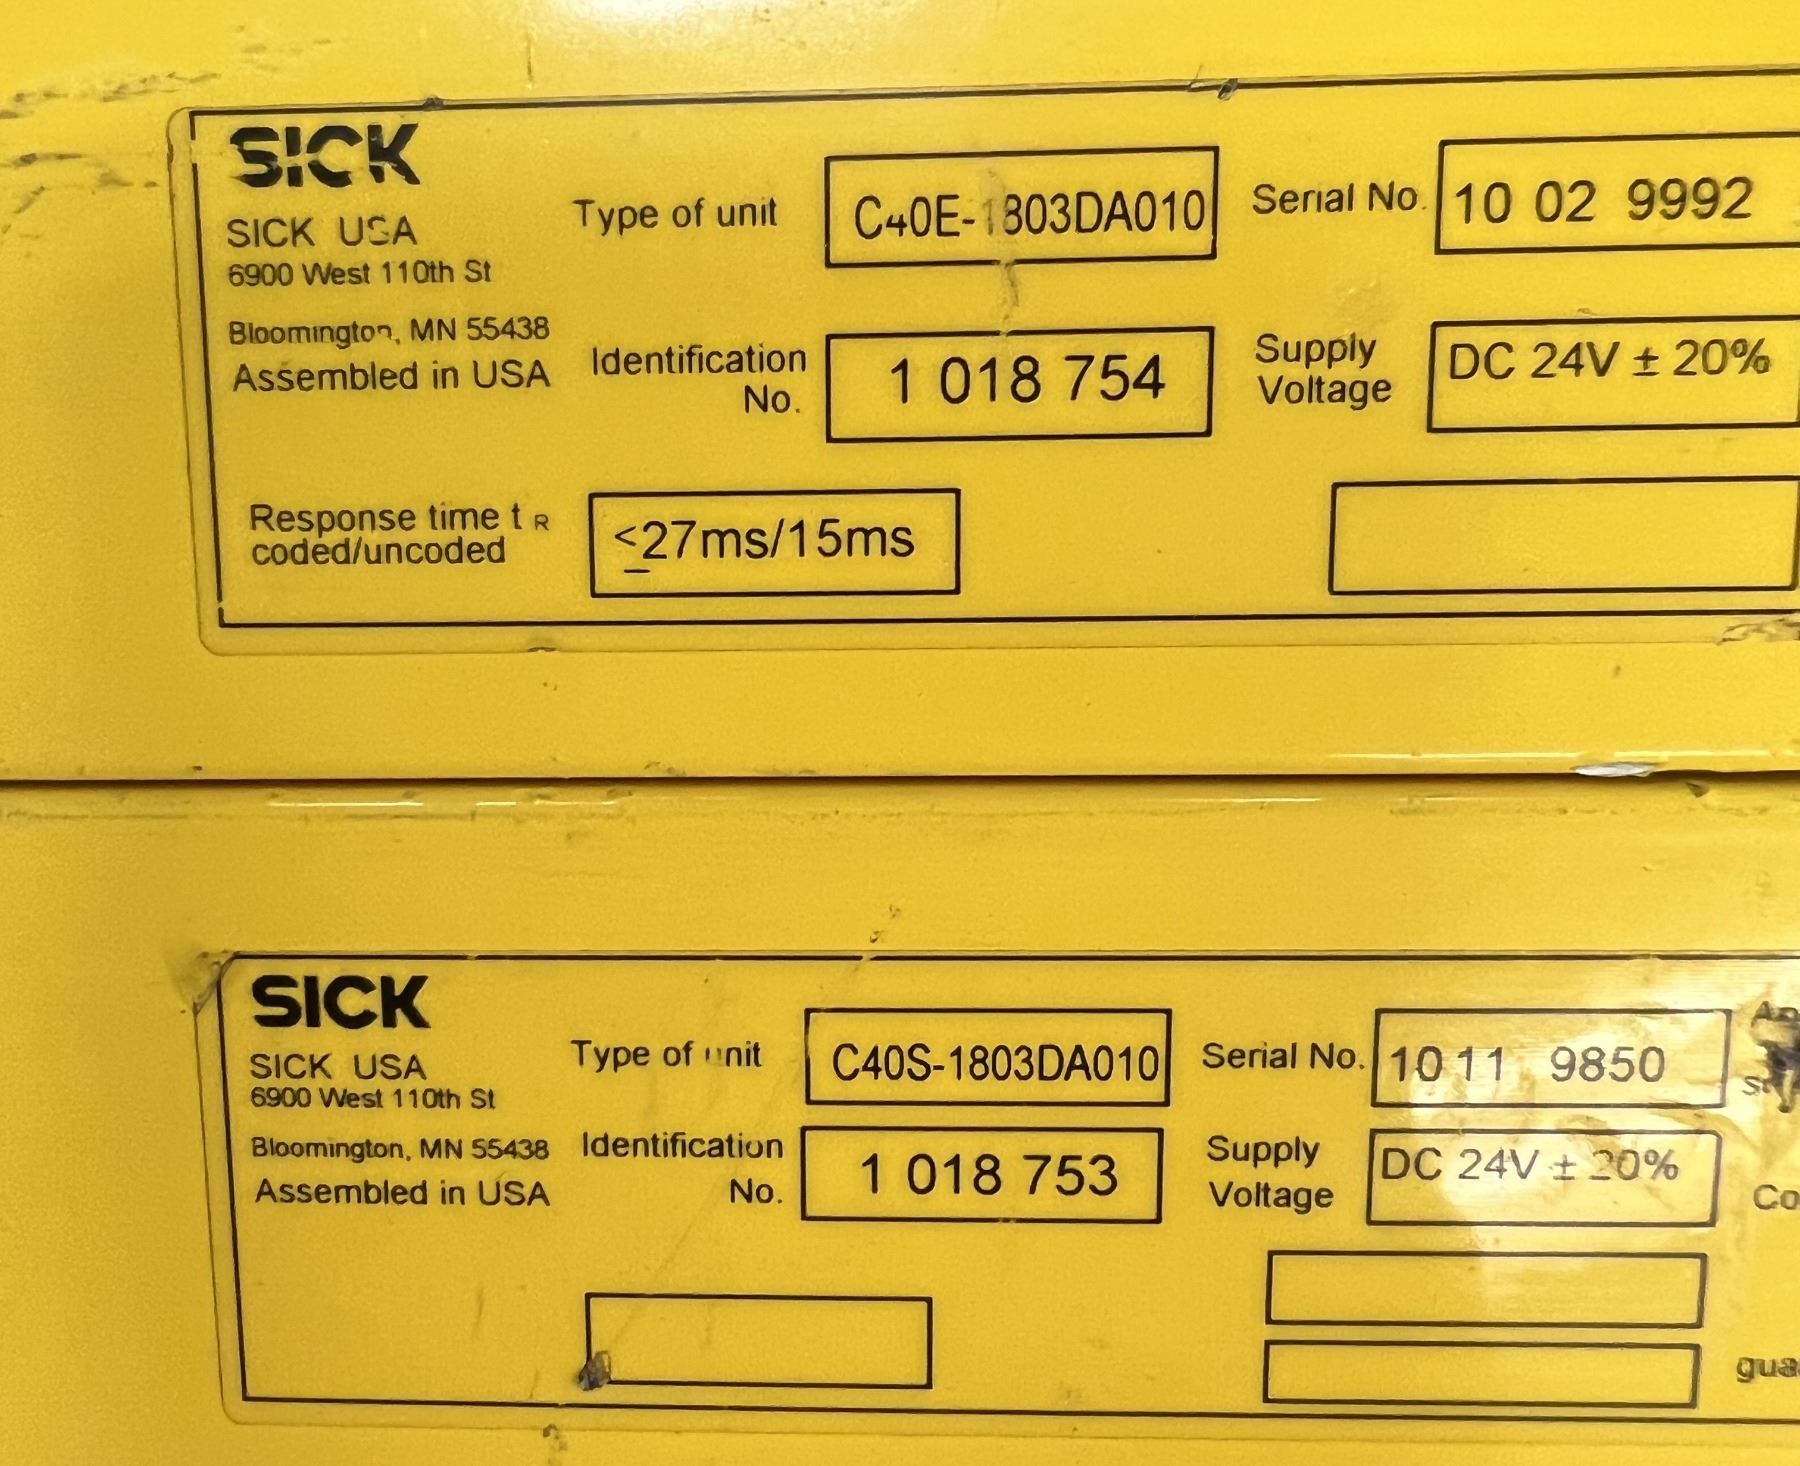 SICK
SICK USA
6900 West 110th St
Bloomington, MN 55438
Assembled in USA
Type of unit
C40E-1803DA010
Serial No.
10 02 9992
Identification
No.
1 018 754
Supply
Voltage
DC 24V ± 20%
Response time t R
coded/uncoded
≤27ms/15ms
SICK
SICK USA
6900 West 110th St
Bloomington, MN 55438
Assembled in USA
Type of unit
C40S-1803DA010
Serial No.
10 11 9850
Identification
No.
1 018 753
Supply
Voltage
DC 24V ± 20%
Co
gua